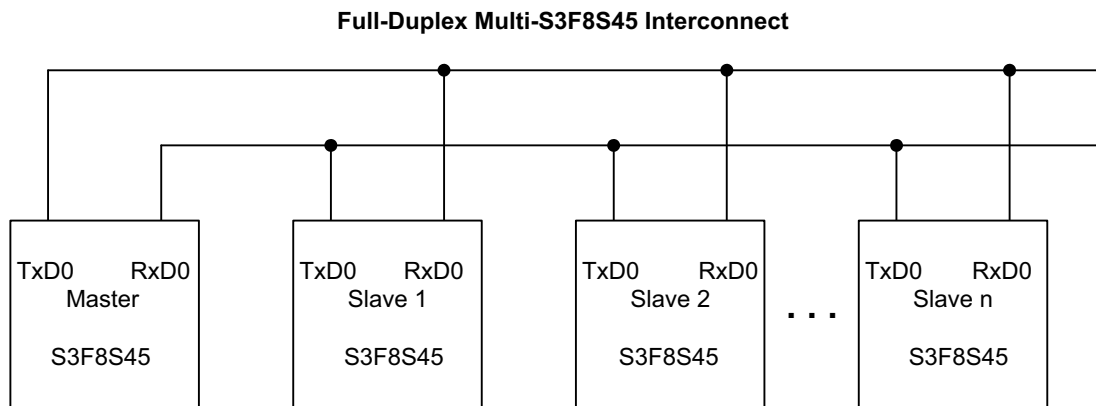 Full-Duplex Multi-S3F8S45 Interconnect
TxD0 RxD0
Master
S3F8S45
TxD0 RxD0
Slave 1
S3F8S45
TxD0 RxD0
Slave 2
S3F8S45
. . .
TxD0 RxD0
Slave n
S3F8S45